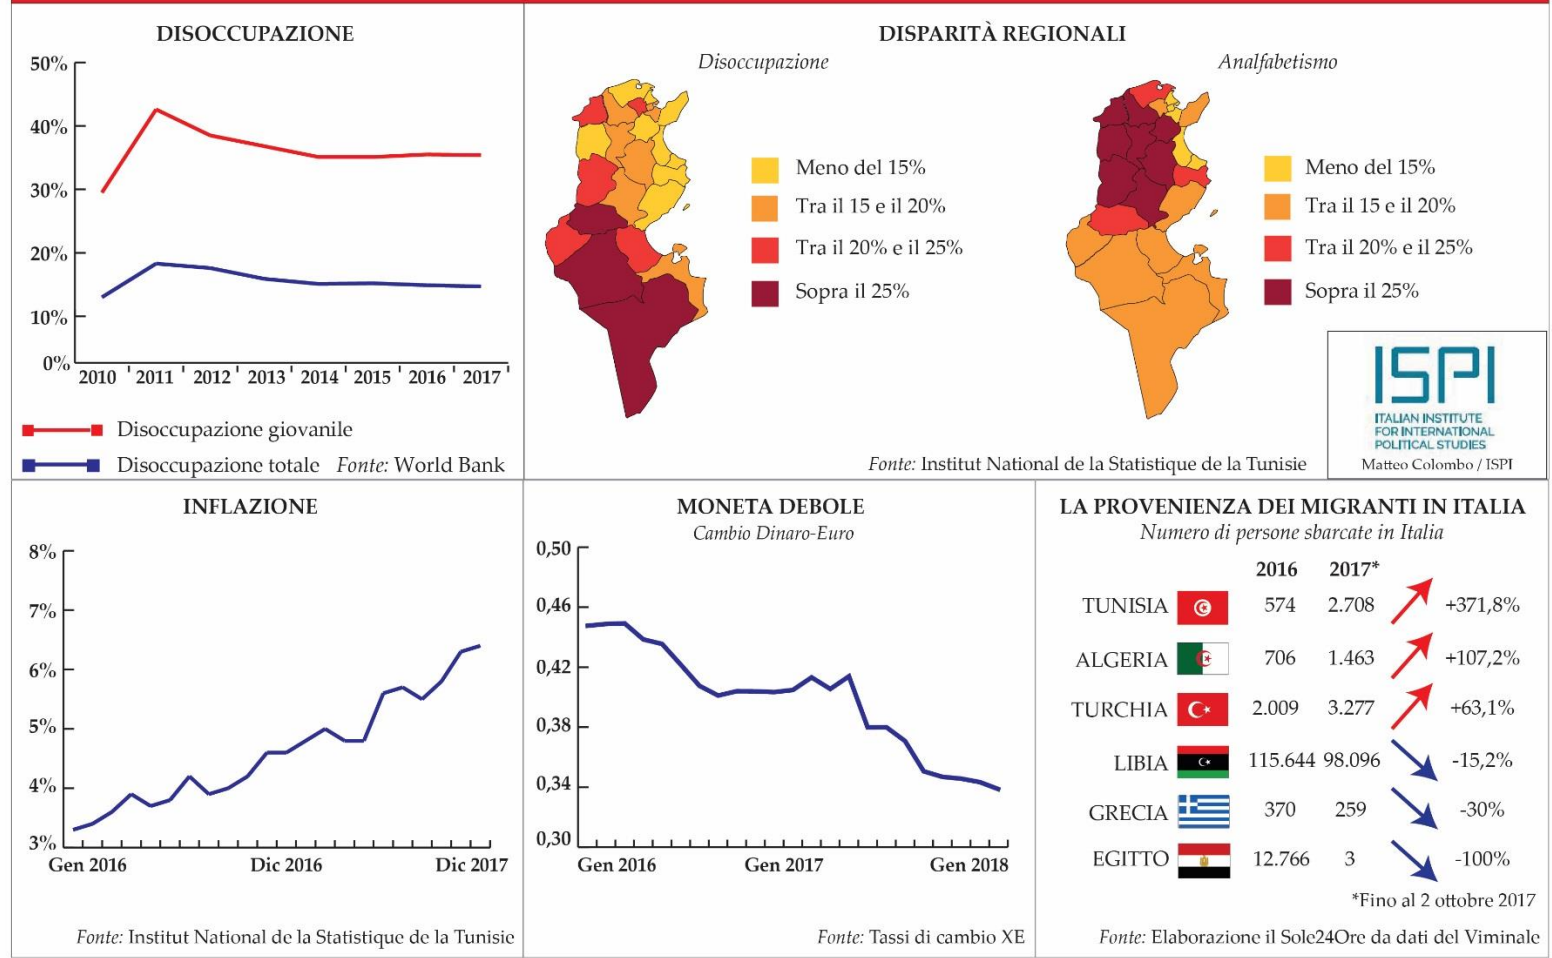 DISOCCUPAZIONE
50%
40%
30%
20%
10%
0%
2010 2011 2012 2013 2014 2015 2016 2017
Disoccupazione giovanile
Disoccupazione totale Fonte: World Bank
DISPARITÀ REGIONALI
Disoccupazione
Meno del 15%
Tra il 15 e il 20%
Tra il 20% e il 25%
Sopra il 25%
Analfabetismo
Meno del 15%
Tra il 15 e il 20%
Tra il 20% e il 25%
Sopra il 25%
Fonte: Institut National de la Statistique de la Tunisie
ISPI
ITALIAN INSTITUTE
FOR INTERNATIONAL
POLITICAL STUDIES
Matteo Colombo / ISPI
INFLAZIONE
8%
7%
6%
5%
4%
3%
Gen 2016 Dic 2016 Dic 2017
Fonte: Institut National de la Statistique de la Tunisie
MONETA DEBOLE
Cambio Dinaro-Euro
0,50
0,46
0,42
0,38
0,34
0,30
Gen 2016 Gen 2017 Gen 2018
Fonte: Tassi di cambio XE
LA PROVENIENZA DEI MIGRANTI IN ITALIA
Numero di persone sbarcate in Italia
2016 2017*
TUNISIA 574 2.708 +371,8%
ALGERIA 706 1.463 +107,2%
TURCHIA 2.009 3.277 +63,1%
LIBIA 115.644 98.096 -15,2%
GRECIA 370 259 -30%
EGITTO 12.766 3 -100%
*Fino al 2 ottobre 2017
Fonte: Elaborazione il Sole24Ore da dati del Viminale